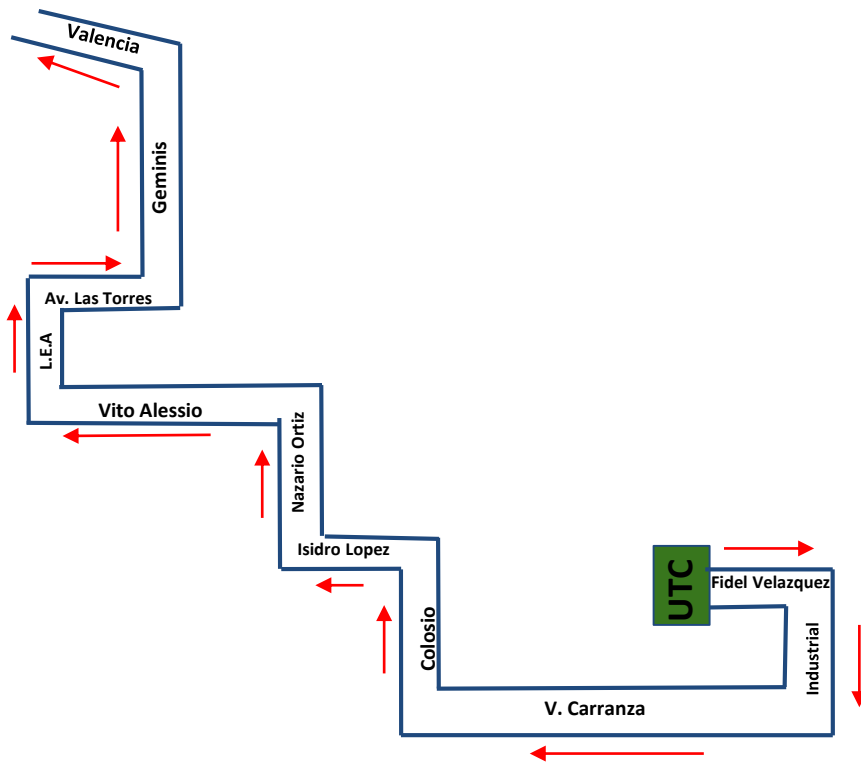 Valencia
Geminis
Av. Las Torres
L.E.A
Vito Alessio
Nazario Ortiz
Isidro Lopez
Colosio
UTC
Fidel Velazquez
Industrial
V. Carranza